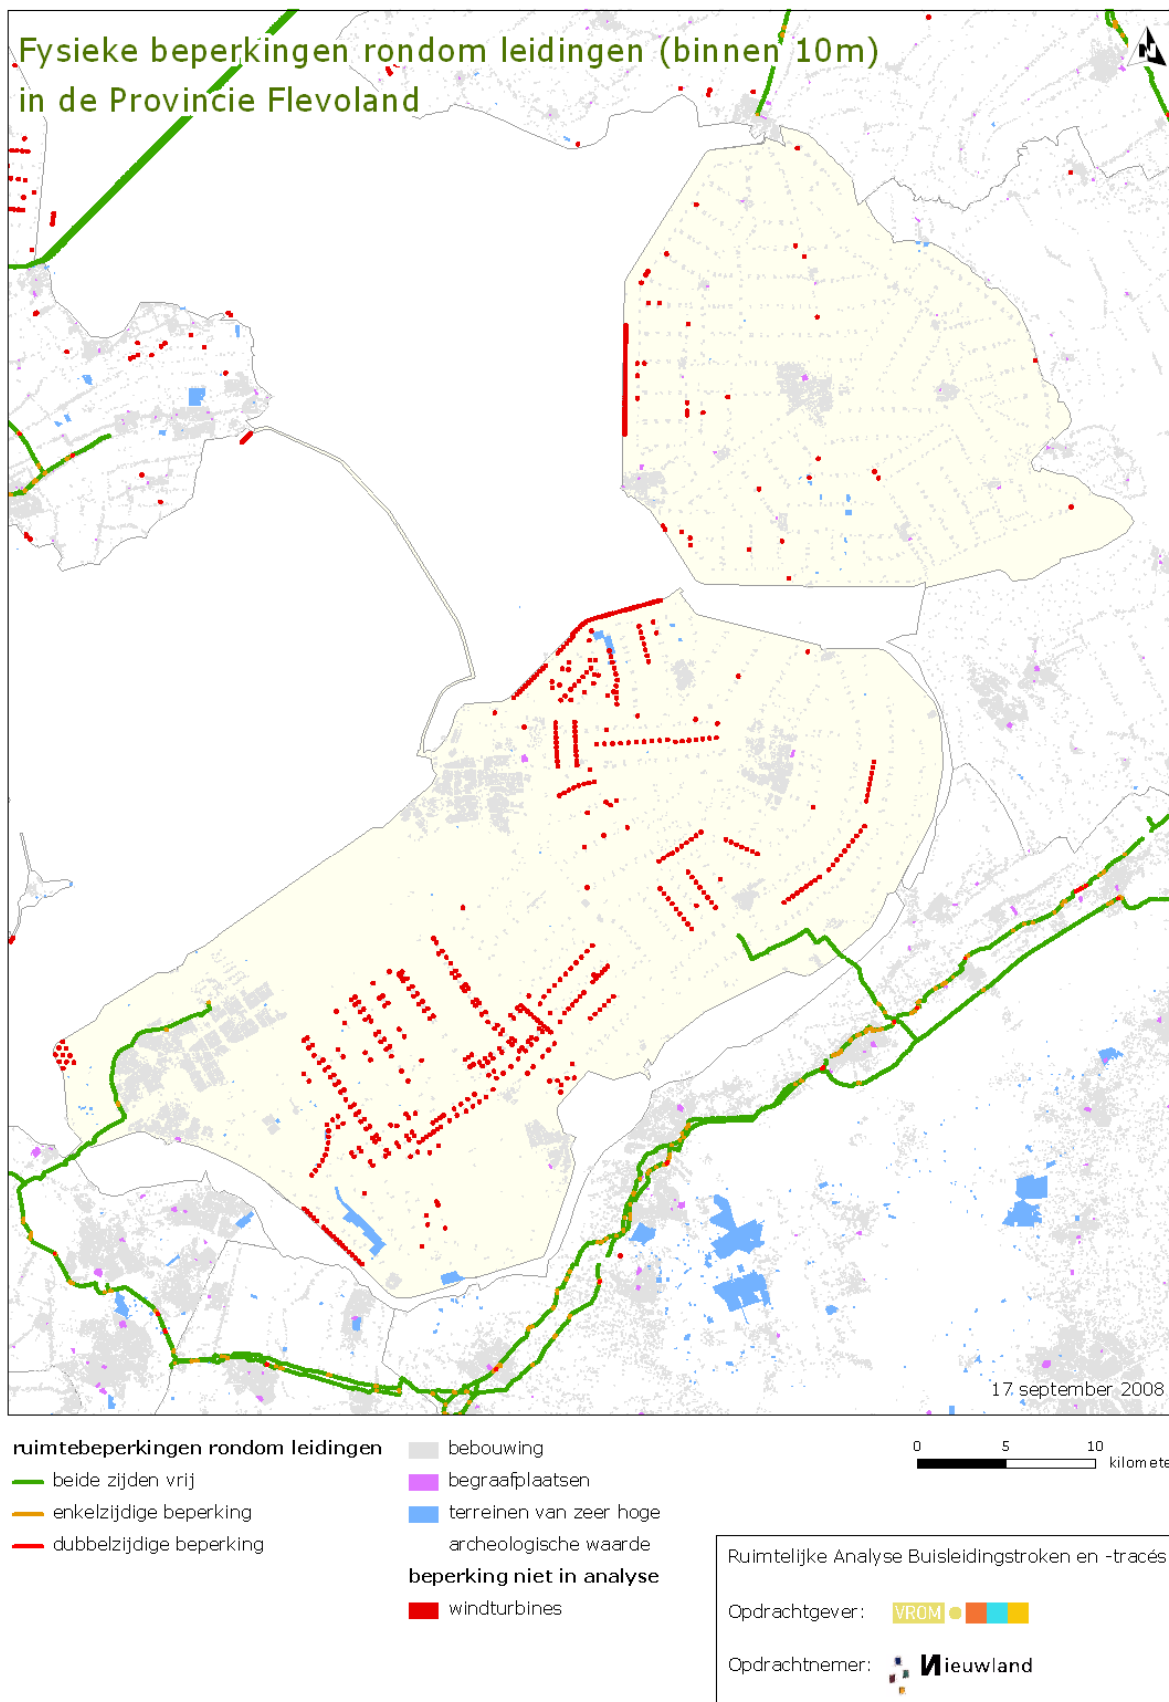 Fysieke beperkingen rondom leidingen (binnen 10m)
in de Provincie Flevoland
N
17 september 2008
ruimtebeperkingen rondom leidingen
beide zijden vrij
enkelzijdige beperking
dubbelzijdige beperking
bebouwing
begraafplaatsen
terreinen van zeer hoge
archeologische waarde
beperking niet in analyse
windturbines
0 5 10
kilomete
Ruimtelijke Analyse Buisleidingstroken en -tracés
Opdrachtgever: VROM
Opdrachtnemer: Nieuwland